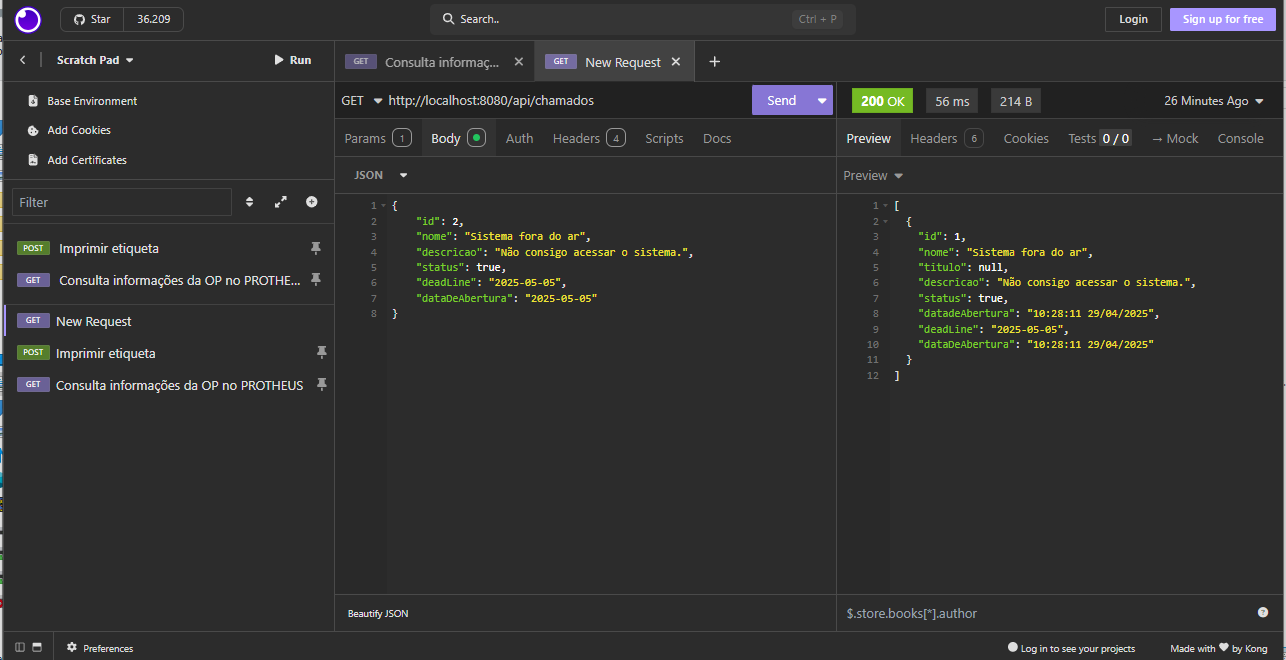 Star 36.209 Search.. Ctrl + P Login Sign up for free
Scratch Pad Run
Base Environment
Add Cookies
Add Certificates
Filter
POST Imprimir etiqueta
GET Consulta informações da OP no PROTHE...
GET New Request
POST Imprimir etiqueta
GET Consulta informações da OP no PROTHEUS
GET Consulta informaç... GET New Request
GET http://localhost:8080/api/chamados Send
Params 1 Body Auth Headers 4 Scripts Docs
JSON
1 {
2 "id": 2,
3 "nome": "Sistema fora do ar",
4 "descricao": "Não consigo acessar o sistema.",
5 "status": true,
6 "deadLine": "2025-05-05",
7 "dataDeAbertura": "2025-05-05"
8 }
Beautify JSON
200 OK 56 ms 214 B 26 Minutes Ago
Preview Headers 6 Cookies Tests 0 / 0 → Mock Console
Preview
1 [
2 {
3 "id": 1,
4 "nome": "Sistema fora do ar",
5 "titulo": null,
6 "descricao": "Não consigo acessar o sistema.",
7 "status": true,
8 "datadeAbertura": "10:28:11 29/04/2025",
9 "deadLine": "2025-05-05",
10 "dataDeAbertura": "10:28:11 29/04/2025"
11 }
12 ]
$.store.books[*].author
Preferences Log in to see your projects Made with ♥ by Kong